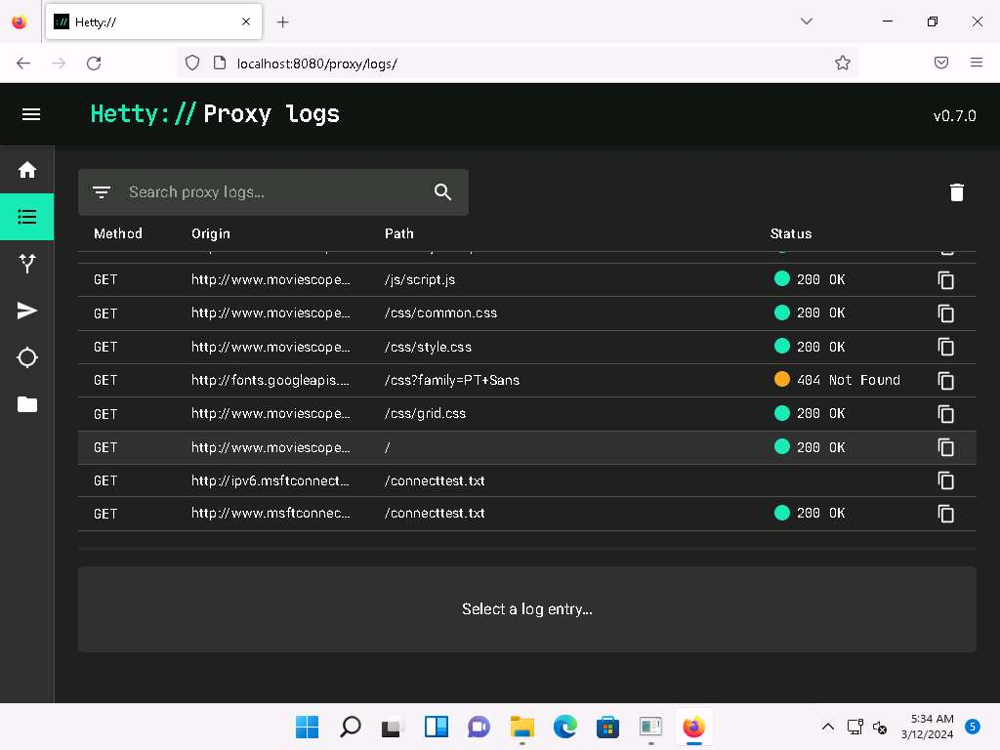 Hetty://
localhost:8080/proxy/logs/
Hetty:// Proxy logs
v0.7.0
Search proxy logs...
Method Origin Path Status
GET http://www.moviescope... /js/script.js 200 OK
GET http://www.moviescope... /css/common.css 200 OK
GET http://www.moviescope... /css/style.css 200 OK
GET http://fonts.googleapis.... /css?family=PT+Sans 404 Not Found
GET http://www.moviescope... /css/grid.css 200 OK
GET http://www.moviescope... / 200 OK
GET http://ipv6.msftconnect... /connecttest.txt
GET http://www.msftconnec... /connecttest.txt 200 OK
Select a log entry...
5:34 AM
3/12/2024
5